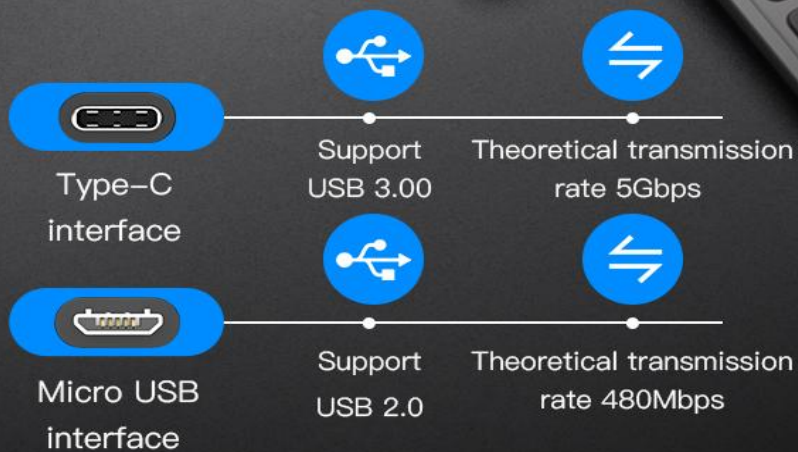 Type-C
interface
Support
USB 3.00
Theoretical transmission
rate 5Gbps
Micro USB
interface
Support
USB 2.0
Theoretical transmission
rate 480Mbps